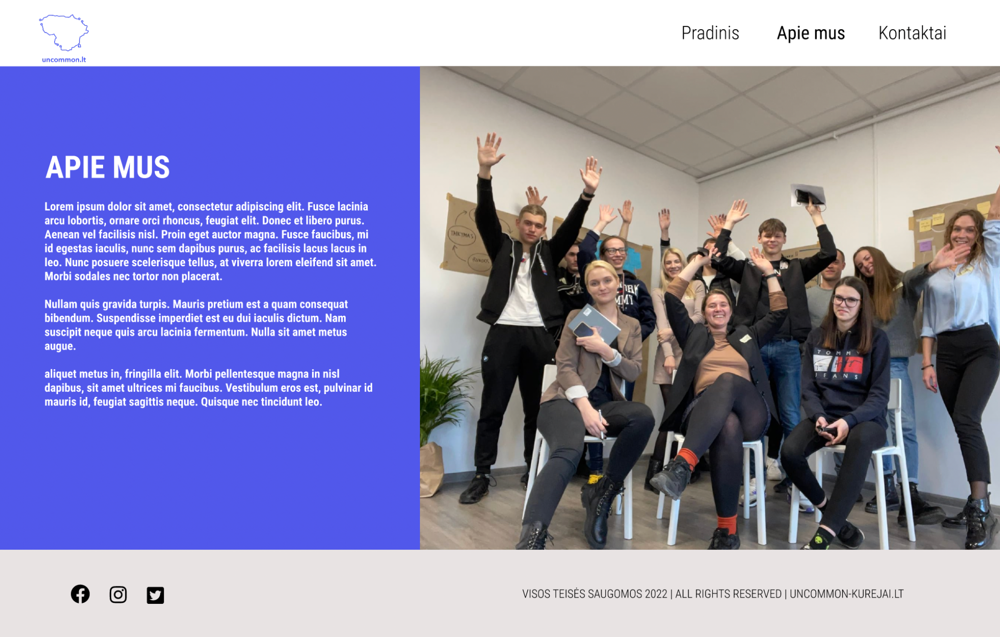 uncommon.lt
Pradinis
Apie mus
Kontaktai
APIE MUS
Lorem ipsum dolor sit amet, consectetur adipiscing elit. Fusce lacinia
arcu lobortis, ornare orci rhoncus, feugiat elit. Donec et libero purus.
Aenean vel facilisis nisl. Proin eget auctor magna. Fusce faucibus, mi
id egestas iaculis, nunc sem dapibus purus, ac facilisis lacus lacus in
leo. Nunc posuere scelerisque tellus, at viverra lorem eleifend sit amet.
Morbi sodales nec tortor non placerat.
Nullam quis gravida turpis. Mauris pretium est a quam consequat
bibendum. Suspendisse imperdiet est eu dui iaculis dictum. Nam
suscipit neque quis arcu lacinia fermentum. Nulla sit amet metus
augue.
aliquet metus in, fringilla elit. Morbi pellentesque magna in nisl
dapibus, sit amet ultrices mi faucibus. Vestibulum eros est, pulvinar id
mauris id, feugiat sagittis neque. Quisque nec tincidunt leo.
TAIKYMAS
TOMMY
JEANS
VISOS TEISĖS SAUGOMOS 2022 | ALL RIGHTS RESERVED | UNCOMMON-KUREJAI.LT